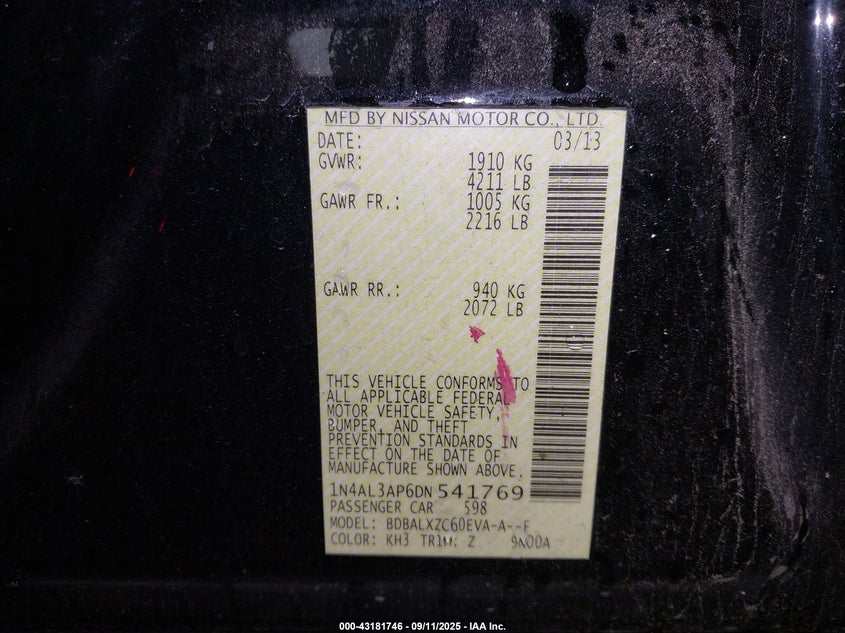 MFD BY NISSAN MOTOR CO., LTD.
DATE: 03/13
GVWR: 1910 KG
4211 LB
GAWR FR.: 1005 KG
2216 LB
GAWR RR.: 940 KG
2072 LB
THIS VEHICLE CONFORMS TO
ALL APPLICABLE FEDERAL
MOTOR VEHICLE SAFETY,
BUMPER, AND THEFT
PREVENTION STANDARDS IN
EFFECT ON THE DATE OF
MANUFACTURE SHOWN ABOVE.
1N4AL3AP6DN541769
PASSENGER CAR 598
MODEL: BDBALXZC60EVA-A--F
COLOR: KH3 TRIM: Z 9N00A
000-43181746 - 09/11/2025 - IAA Inc.